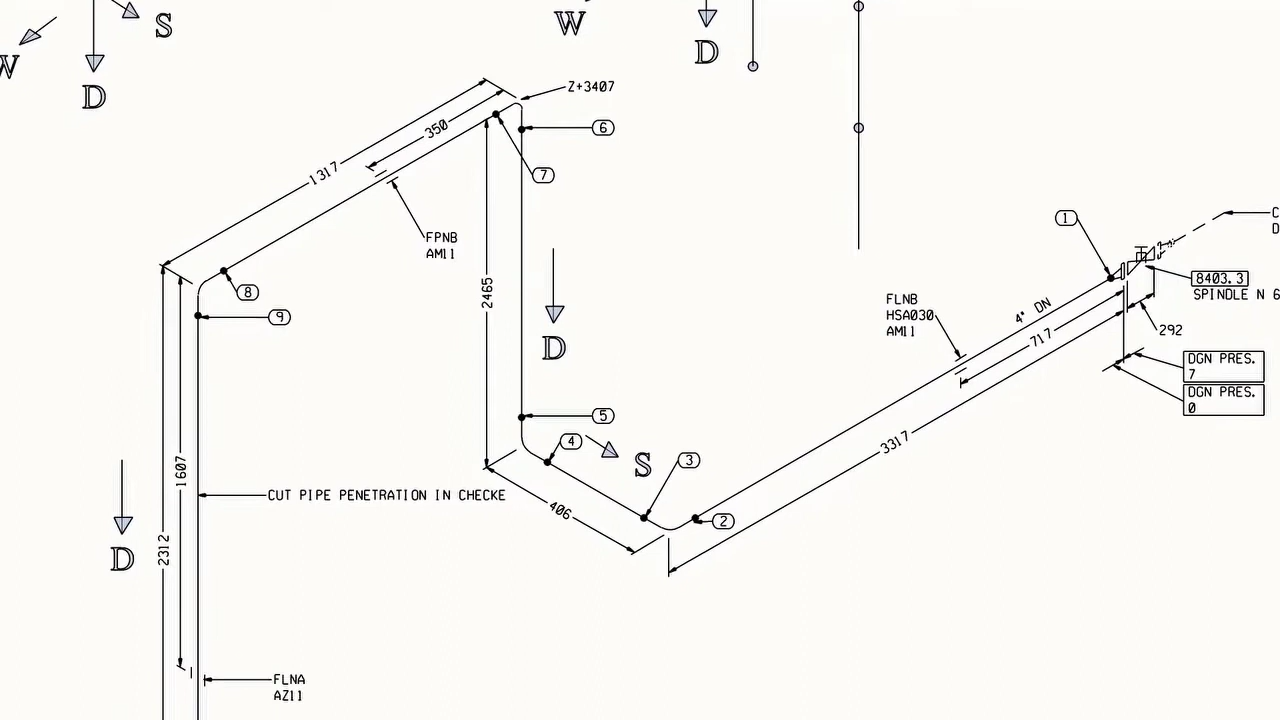 S
W
D
W
D
Z+3407
6
350
7
1317
FPNB
AM11
8
9
2465
D
1
8403.3
SPINDLE N 6
4" DN
FLNB
HSA030
AM11
717
292
DGN PRES.
7
DGN PRES.
0
5
4
S
3
3317
1607
CUT PIPE PENETRATION IN CHECKE
406
2
D
2312
FLNA
AZ11